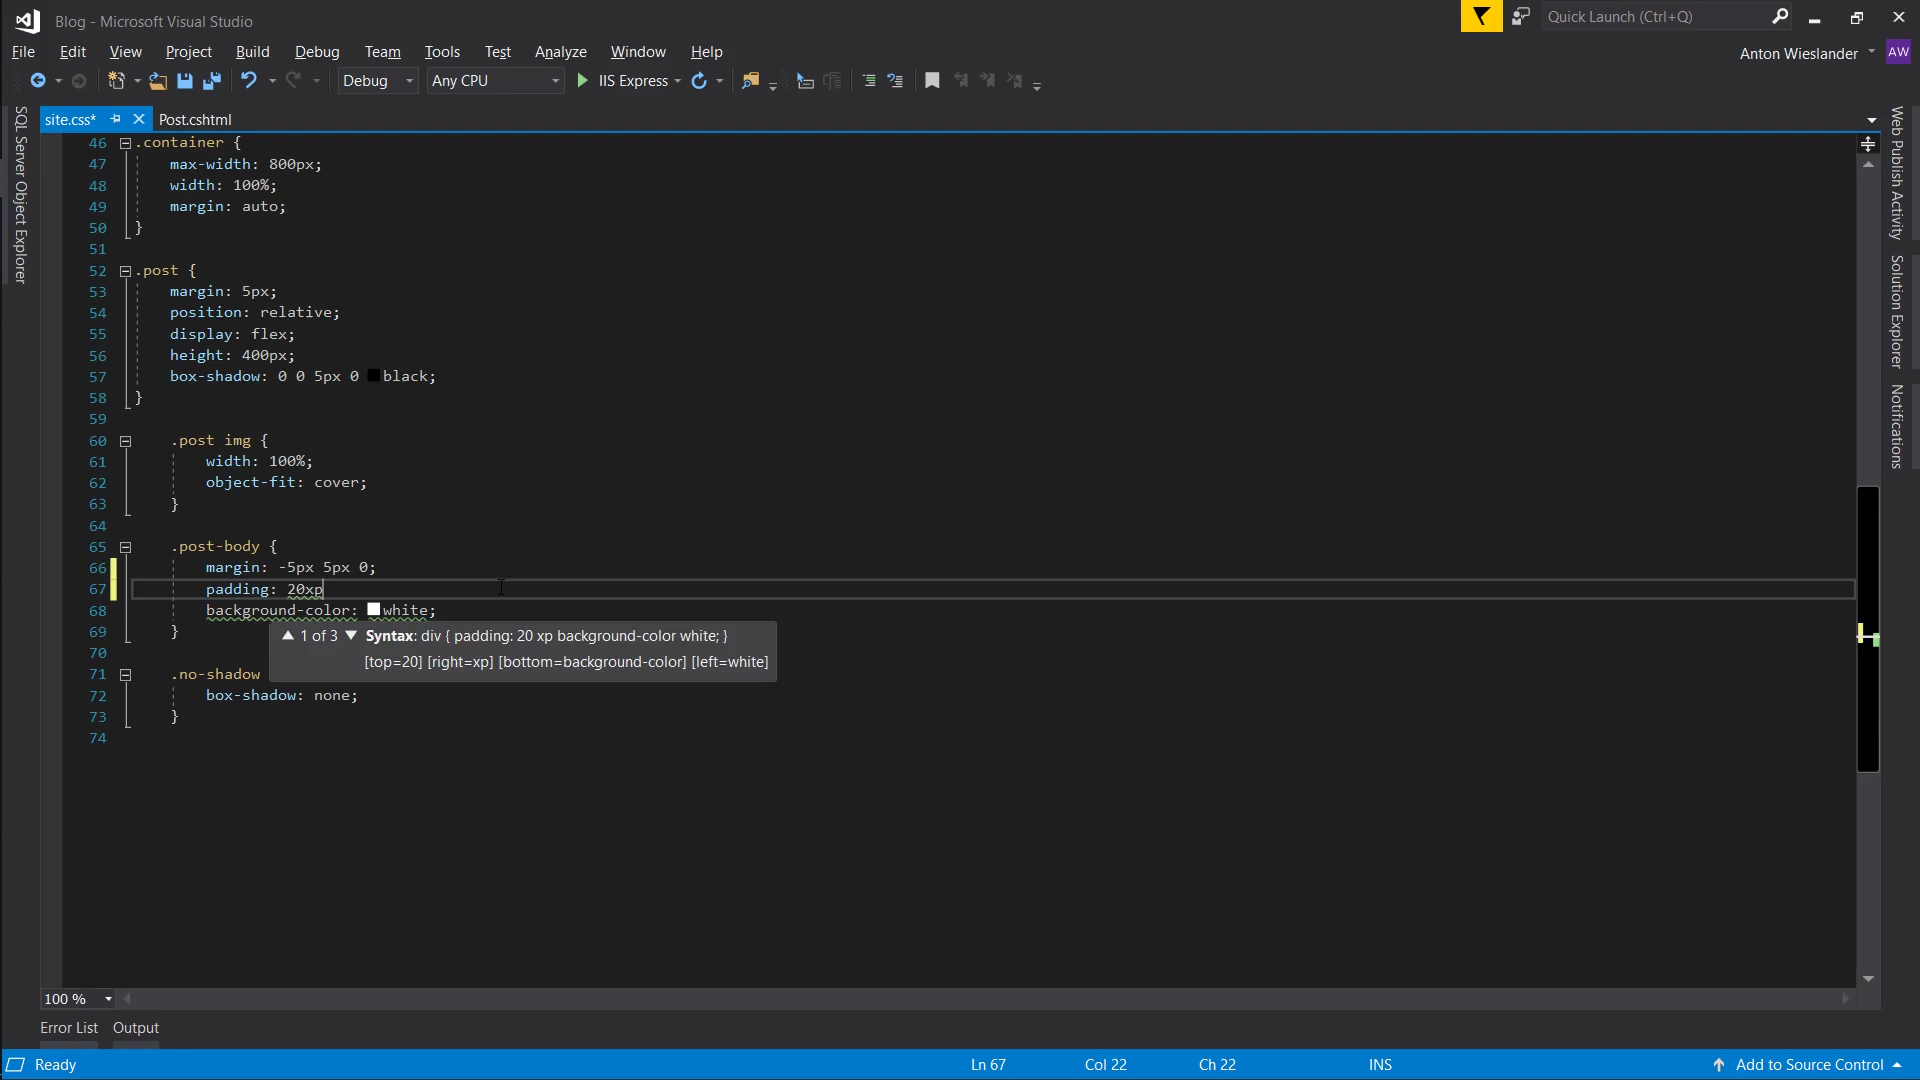 Blog - Microsoft Visual Studio
Quick Launch (Ctrl+Q)
File Edit View Project Build Debug Team Tools Test Analyze Window Help
Anton Wieslander AW
Debug Any CPU IIS Express
site.css* Post.cshtml
SQL Server Object Explorer
Web Publish Activity
Solution Explorer
Notifications
46 .container {
47 max-width: 800px;
48 width: 100%;
49 margin: auto;
50 }
51
52 .post {
53 margin: 5px;
54 position: relative;
55 display: flex;
56 height: 400px;
57 box-shadow: 0 0 5px 0 black;
58 }
59
60 .post img {
61 width: 100%;
62 object-fit: cover;
63 }
64
65 .post-body {
66 margin: -5px 5px 0;
67 padding: 20xp
68 background-color: white;
69 }
1 of 3 Syntax: div { padding: 20 xp background-color white; }
[top=20] [right=xp] [bottom=background-color] [left=white]
70
71 .no-shadow
72 box-shadow: none;
73 }
74
100 %
Error List Output
Ready Ln 67 Col 22 Ch 22 INS Add to Source Control